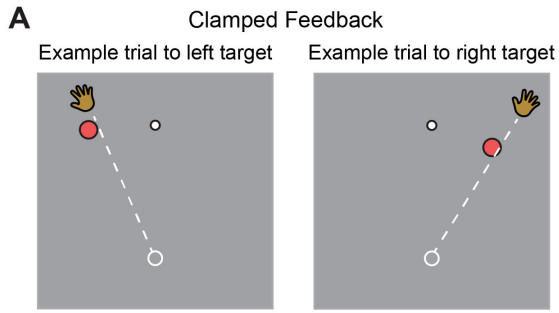 A
Clamped Feedback
Example trial to left target
Example trial to right target